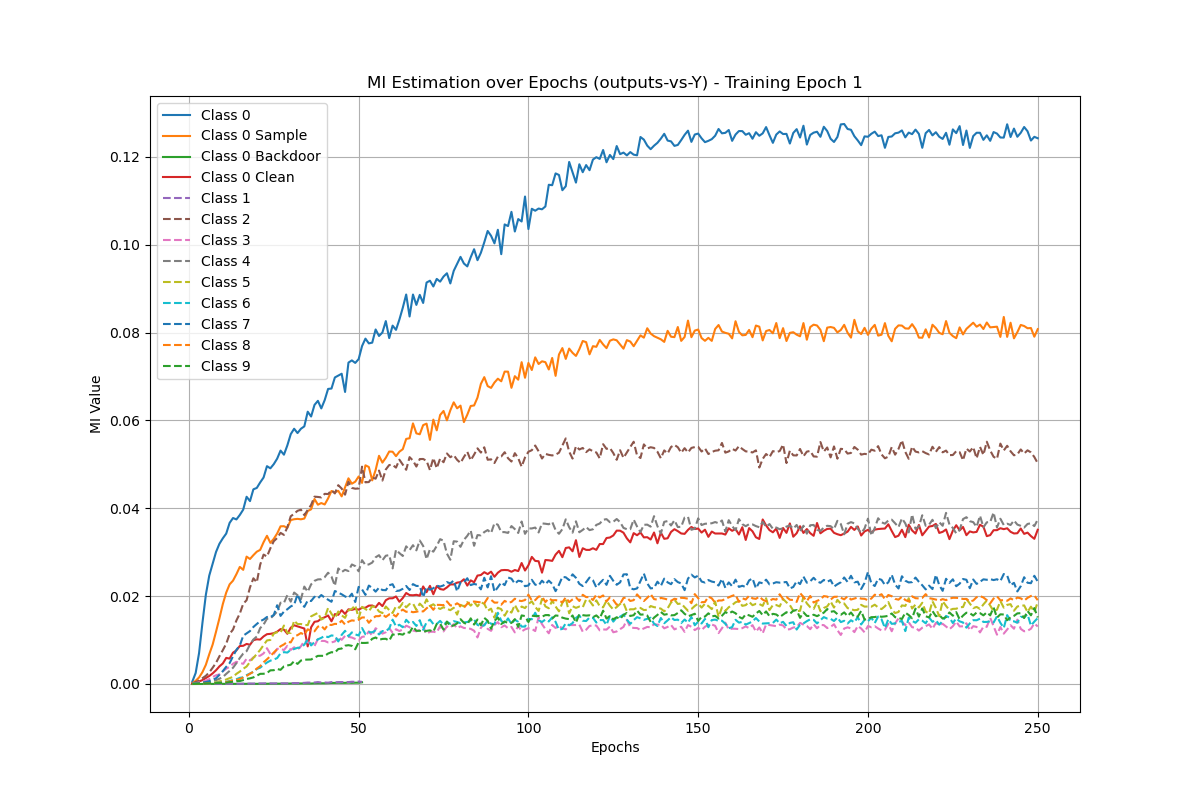 MI Estimation over Epochs (outputs-vs-Y) - Training Epoch 1
Class 0
Class 0 Sample
Class 0 Backdoor
Class 0 Clean
Class 1
Class 2
Class 3
Class 4
Class 5
Class 6
Class 7
Class 8
Class 9
MI Value
0.12
0.10
0.08
0.06
0.04
0.02
0.00
0
50
100
150
200
250
Epochs